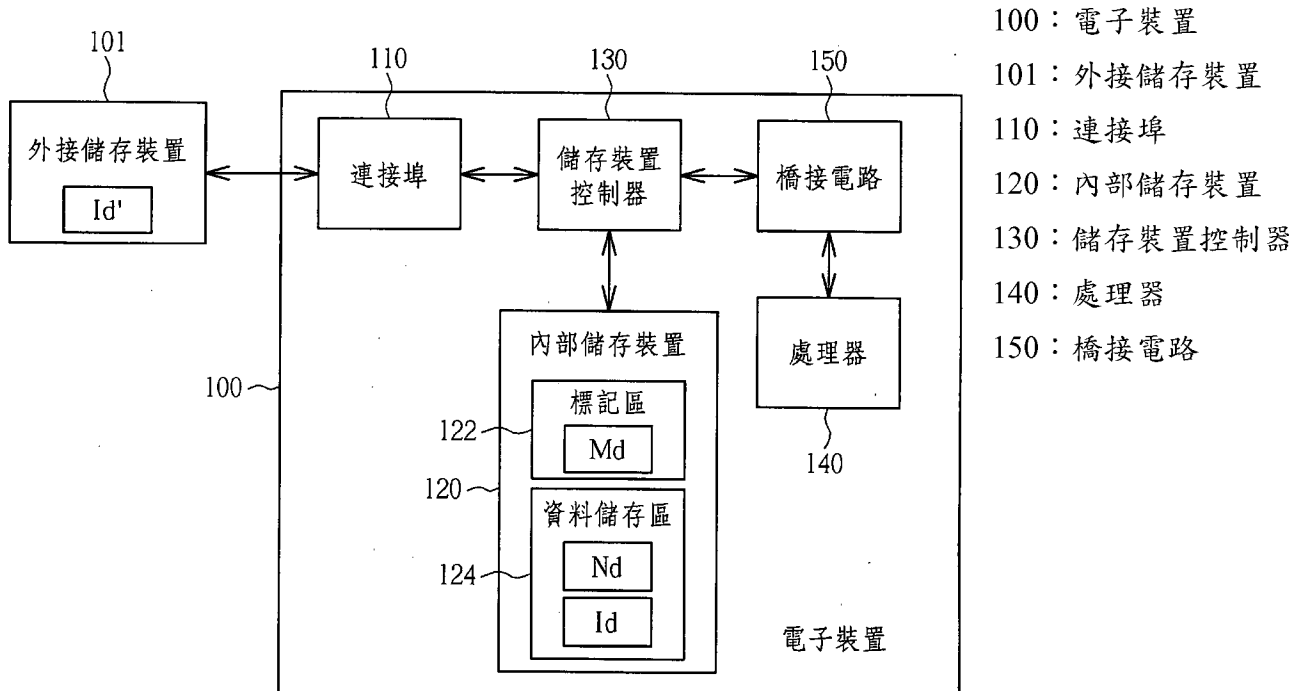 101
110
130
150
外接儲存裝置
Id'
連接埠
儲存裝置
控制器
橋接電路
處理器
140
內部儲存裝置
100
標記區
122
Md
120
資料儲存區
124
Nd
Id
電子裝置
100：電子裝置
101：外接儲存裝置
110：連接埠
120：內部儲存裝置
130：儲存裝置控制器
140：處理器
150：橋接電路